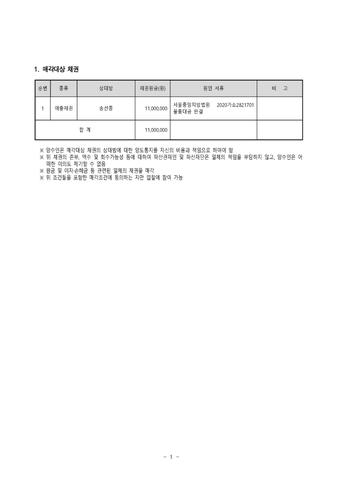 1. 매각대상 채권
순번 종류 상대방 채권원금(원) 원인 서류 비 고
1 매출채권 송선종 11,000,000 서울중앙지방법원 2020가소2821701
물품대금 판결
합 계 11,000,000
※ 양수인은 매각대상 채권의 상대방에 대한 양도통지를 자신의 비용과 책임으로 하여야 함
※ 위 채권의 존부, 액수 및 회수가능성 등에 대하여 파산관재인 및 파산재단은 일체의 책임을 부담하지 않고, 양수인은 어
떠한 이의도 제기할 수 없음
※ 원금 및 이자·손해금 등 관련된 일체의 채권을 매각
※ 위 조건들을 포함한 매각조건에 동의하는 자만 입찰에 참여 가능
- 1 -